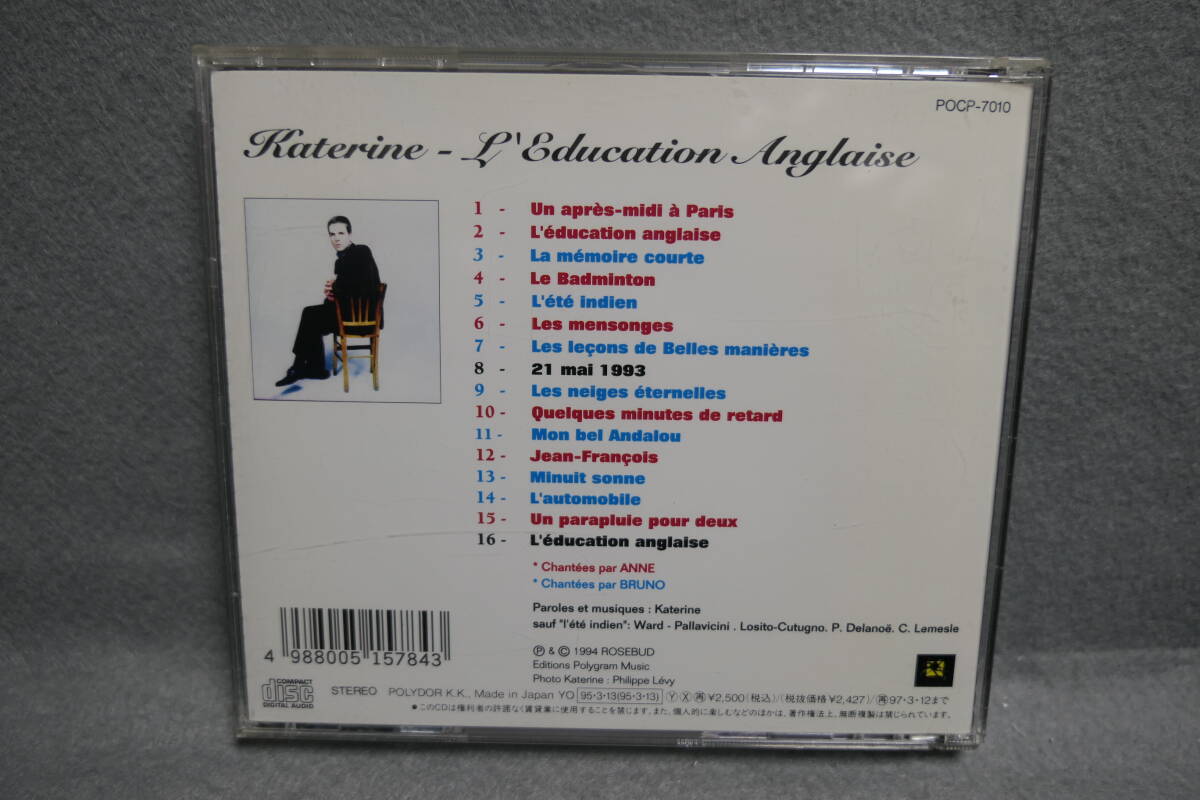 POCP-7010
Katerine - L'Education Anglaise
1 - Un après-midi à Paris
2 - L'éducation anglaise
3 - La mémoire courte
4 - Le Badminton
5 - L'été indien
6 - Les mensonges
7 - Les leçons de Belles manières
8 - 21 mai 1993
9 - Les neiges éternelles
10 - Quelques minutes de retard
11 - Mon bel Andalou
12 - Jean-François
13 - Minuit sonne
14 - L'automobile
15 - Un parapluie pour deux
16 - L'éducation anglaise
* Chantées par ANNE
* Chantées par BRUNO
Paroles et musiques : Katerine
sauf "l'été indien": Ward - Pallavicini . Losito-Cutugno. P. Delanoë. C. Lemesle
℗ & © 1994 ROSEBUD
Editions Polygram Music
Photo Katerine : Philippe Lévy
4 988005 157843
COMPACT disc DIGITAL AUDIO
STEREO POLYDOR K.K., Made in Japan YO 95·3·13(95·3·13) Ⓨ Ⓧ ㊕ ¥2,500(税込)/(税抜価格¥2,427)/㊕97·3·12まで
●このCDは権利者の許諾なく賃貸業に使用することを禁じます。また、個人的に楽しむなどのほかは、著作権法上、無断複製は禁じられています。